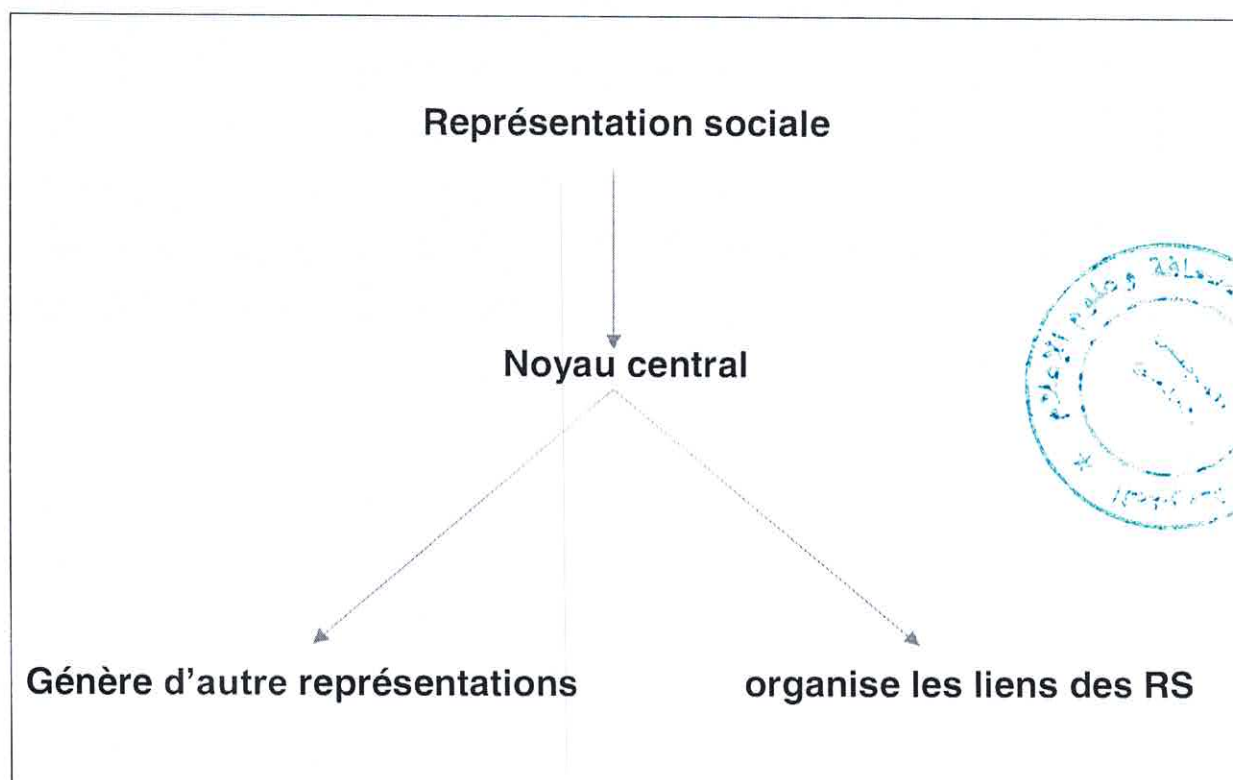 Représentation sociale
Noyau central
Génère d'autre représentations
organise les liens des RS